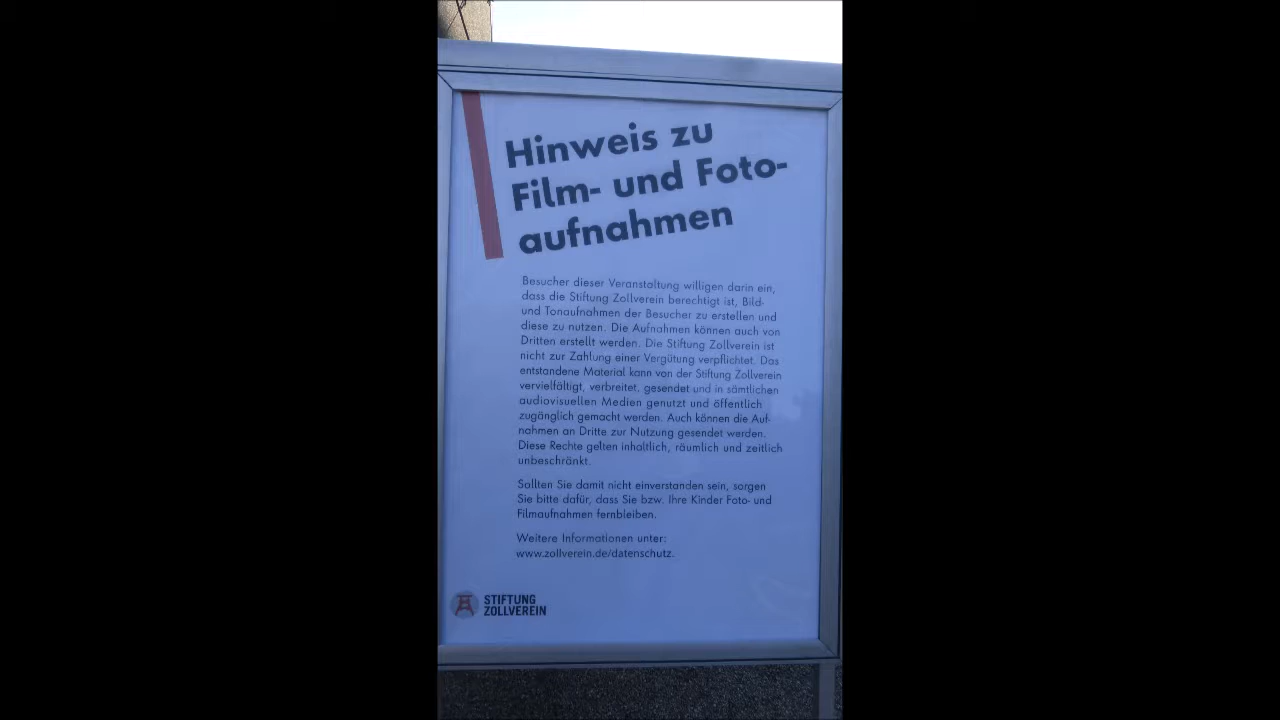 Hinweis zu
Film- und Foto-
aufnahmen
Besucher dieser Veranstaltung willigen darin ein,
dass die Stiftung Zollverein berechtigt ist, Bild-
und Tonaufnahmen der Besucher zu erstellen und
diese zu nutzen. Die Aufnahmen können auch von
Dritten erstellt werden. Die Stiftung Zollverein ist
nicht zur Zahlung einer Vergütung verpflichtet. Das
entstandene Material kann von der Stiftung Zollverein
vervielfältigt, verbreitet, gesendet und in sämtlichen
audiovisuellen Medien genutzt und öffentlich
zugänglich gemacht werden. Auch können die Auf-
nahmen an Dritte zur Nutzung gesendet werden.
Diese Rechte gelten inhaltlich, räumlich und zeitlich
unbeschränkt.
Sollten Sie damit nicht einverstanden sein, sorgen
Sie bitte dafür, dass Sie bzw. Ihre Kinder Foto- und
Filmaufnahmen fernbleiben.
Weitere Informationen unter:
www.zollverein.de/datenschutz.
STIFTUNG
ZOLLVEREIN